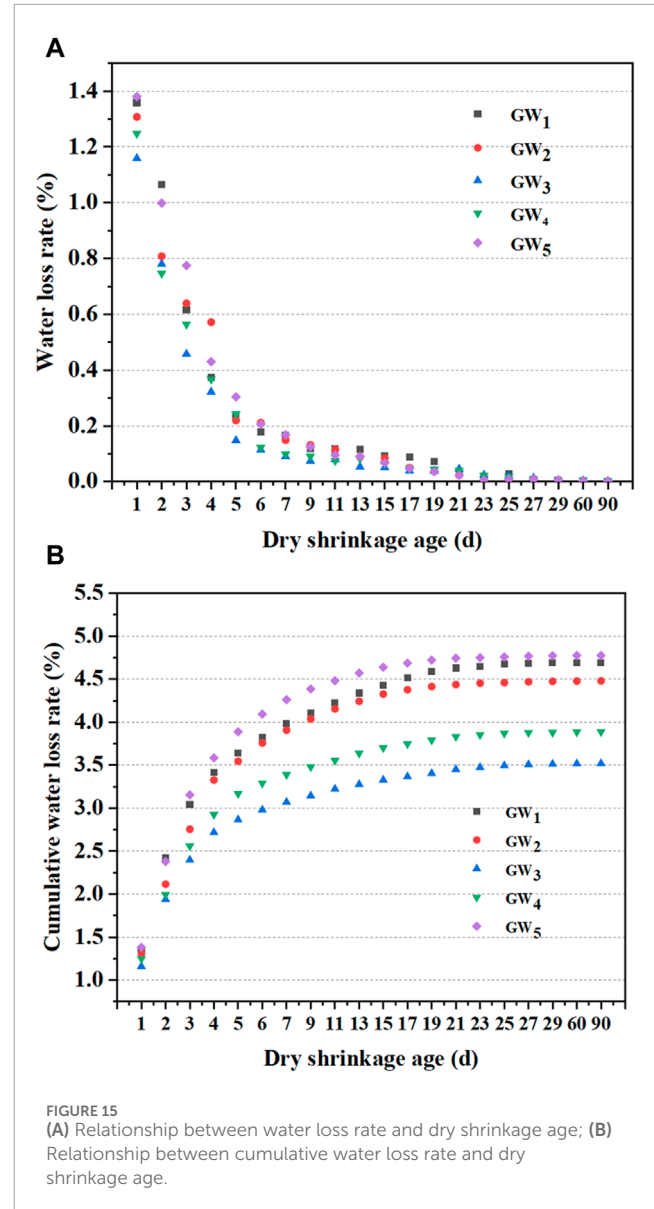 A
1.4
1.2
1.0
0.8
0.6
0.4
0.2
0.0
Water loss rate (%)
GW1
GW2
GW3
GW4
GW5
1 2 3 4 5 6 7 9 11 13 15 17 19 21 23 25 27 29 60 90
Dry shrinkage age (d)
B
5.5
5.0
4.5
4.0
3.5
3.0
2.5
2.0
1.5
1.0
Cumulative water loss rate (%)
GW1
GW2
GW3
GW4
GW5
1 2 3 4 5 6 7 9 11 13 15 17 19 21 23 25 27 29 60 90
Dry shrinkage age (d)
FIGURE 15
(A) Relationship between water loss rate and dry shrinkage age; (B)
Relationship between cumulative water loss rate and dry
shrinkage age.